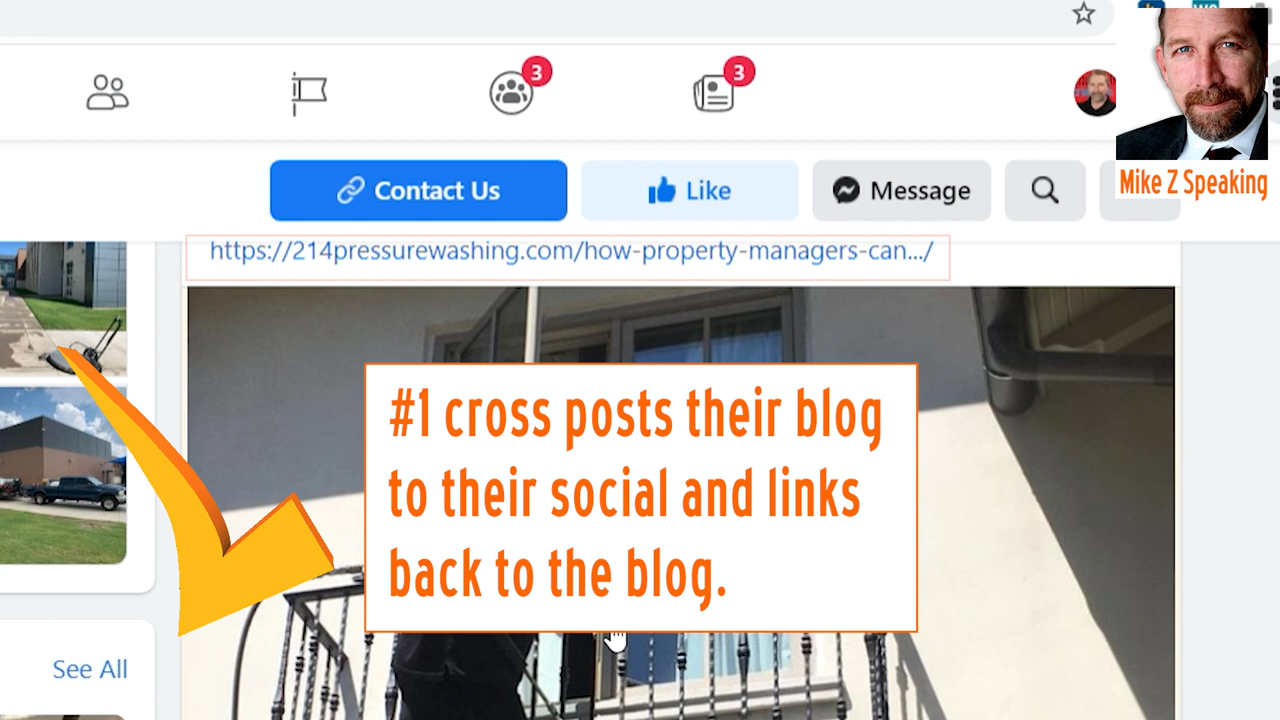 3
3
Mike Z Speaking
Contact Us
Like
Message
https://214pressurewashing.com/how-property-managers-can.../
#1 cross posts their blog
to their social and links
back to the blog.
See All